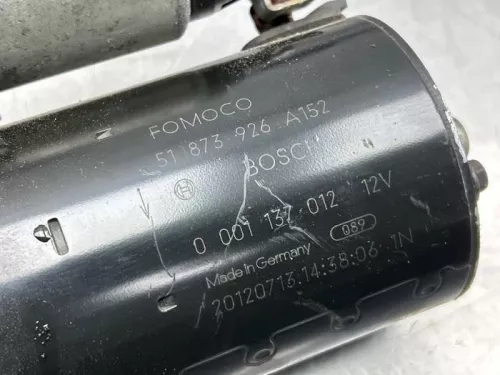 FOMOCO
51 873 926 A152
BOSCH
0 001 137 012 12V
Made in Germany 089
20120713.14:38:06 1N